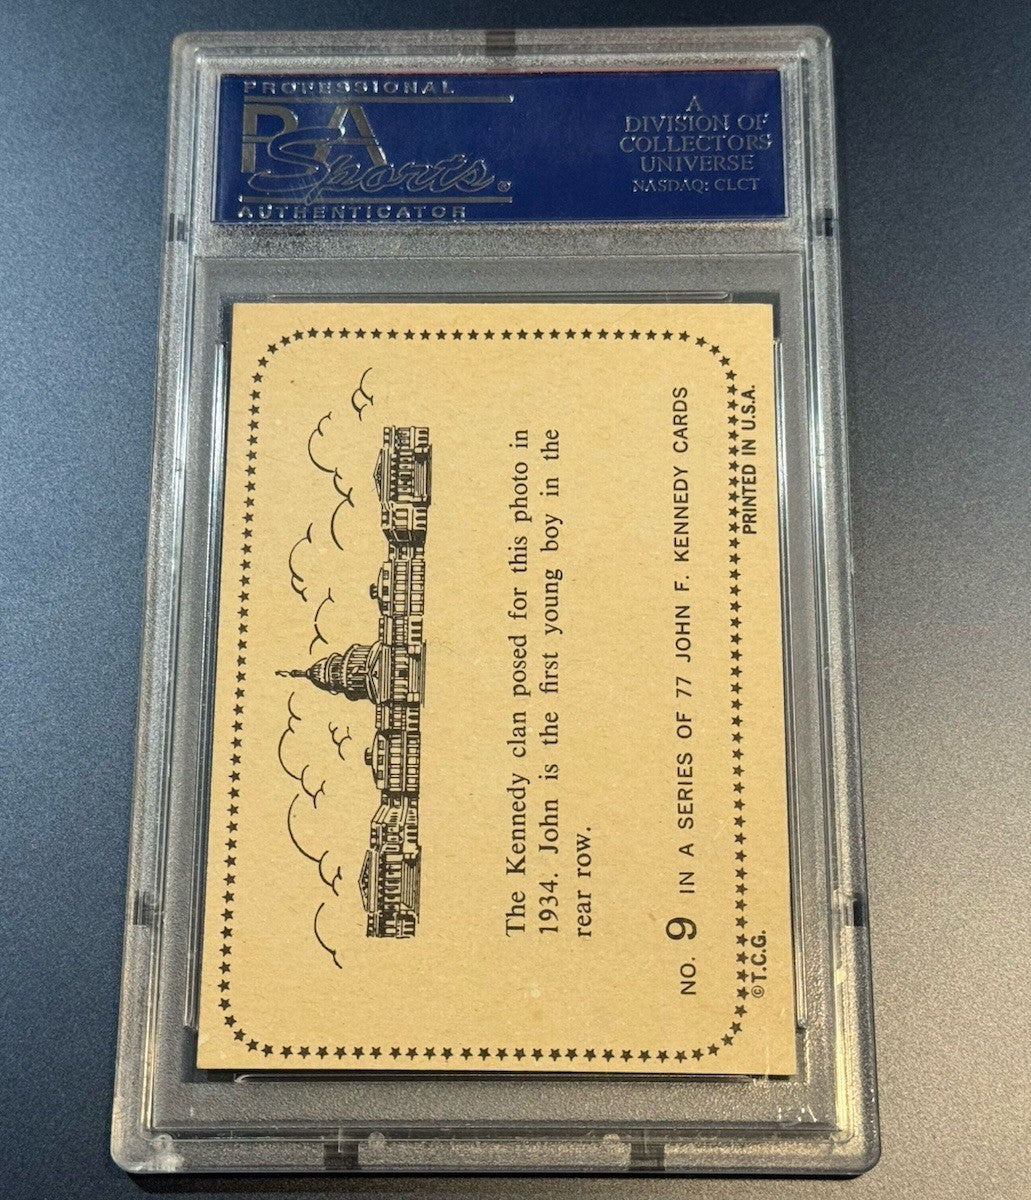 PROFESSIONAL
PSA
Sports®
AUTHENTICATOR
A
DIVISION OF
COLLECTORS
UNIVERSE
NASDAQ: CLCT
The Kennedy clan posed for this photo in
1934. John is the first young boy in the
rear row.
NO. 9 IN A SERIES OF 77 JOHN F. KENNEDY CARDS
©T.C.G.
PRINTED IN U.S.A.